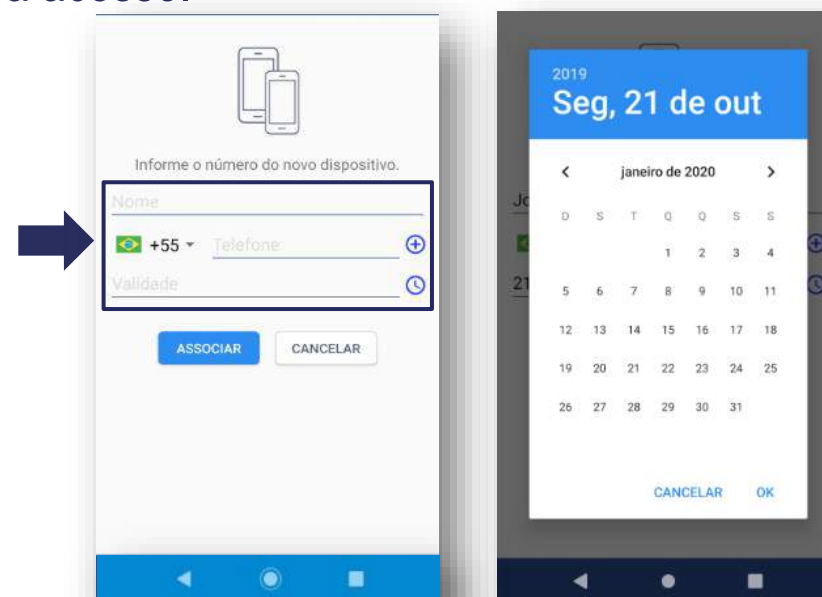 Informe o número do novo dispositivo.
Nome
+55 Telefone
Validade
ASSOCIAR CANCELAR
2019
Seg, 21 de out
janeiro de 2020
D S T Q Q S S
1 2 3 4
5 6 7 8 9 10 11
12 13 14 15 16 17 18
19 20 21 22 23 24 25
26 27 28 29 30 31
CANCELAR OK
21